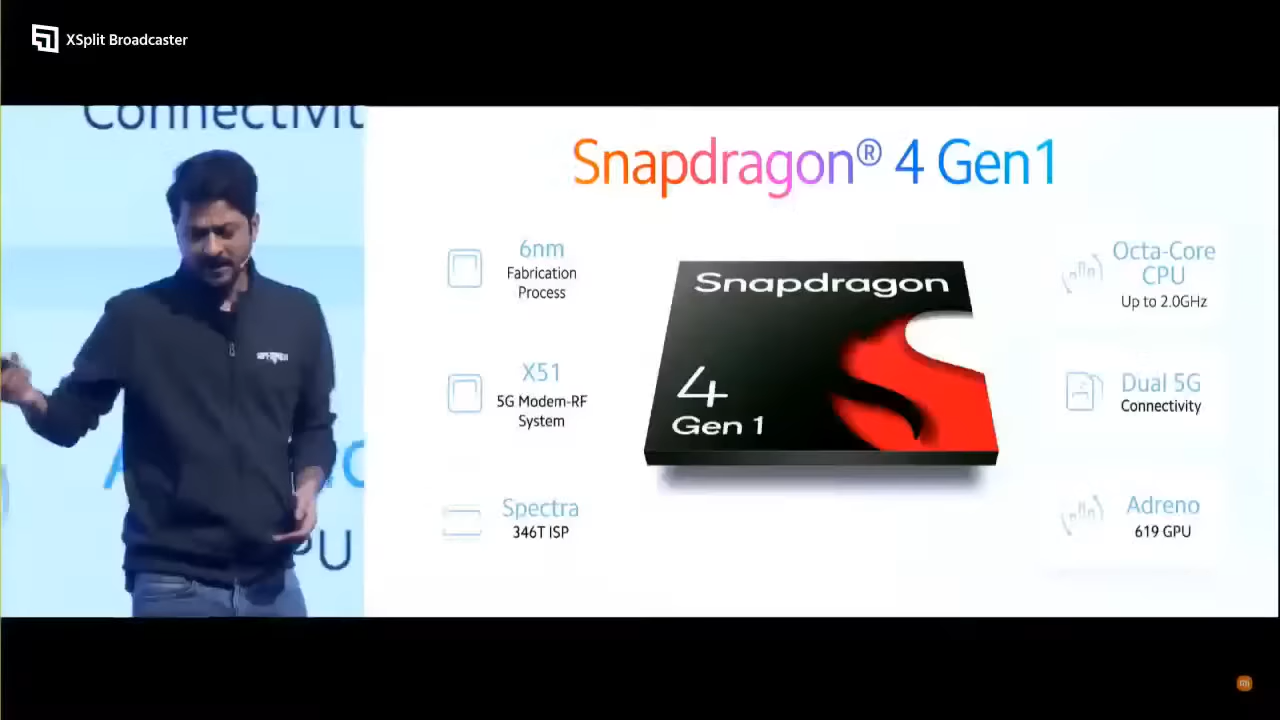 XSplit Broadcaster
Connectivit
Snapdragon® 4 Gen1
6nm
Fabrication
Process
X51
5G Modem-RF
System
Spectra
346T ISP
Snapdragon
4
Gen 1
Octa-Core
CPU
Up to 2.0GHz
Dual 5G
Connectivity
Adreno
619 GPU